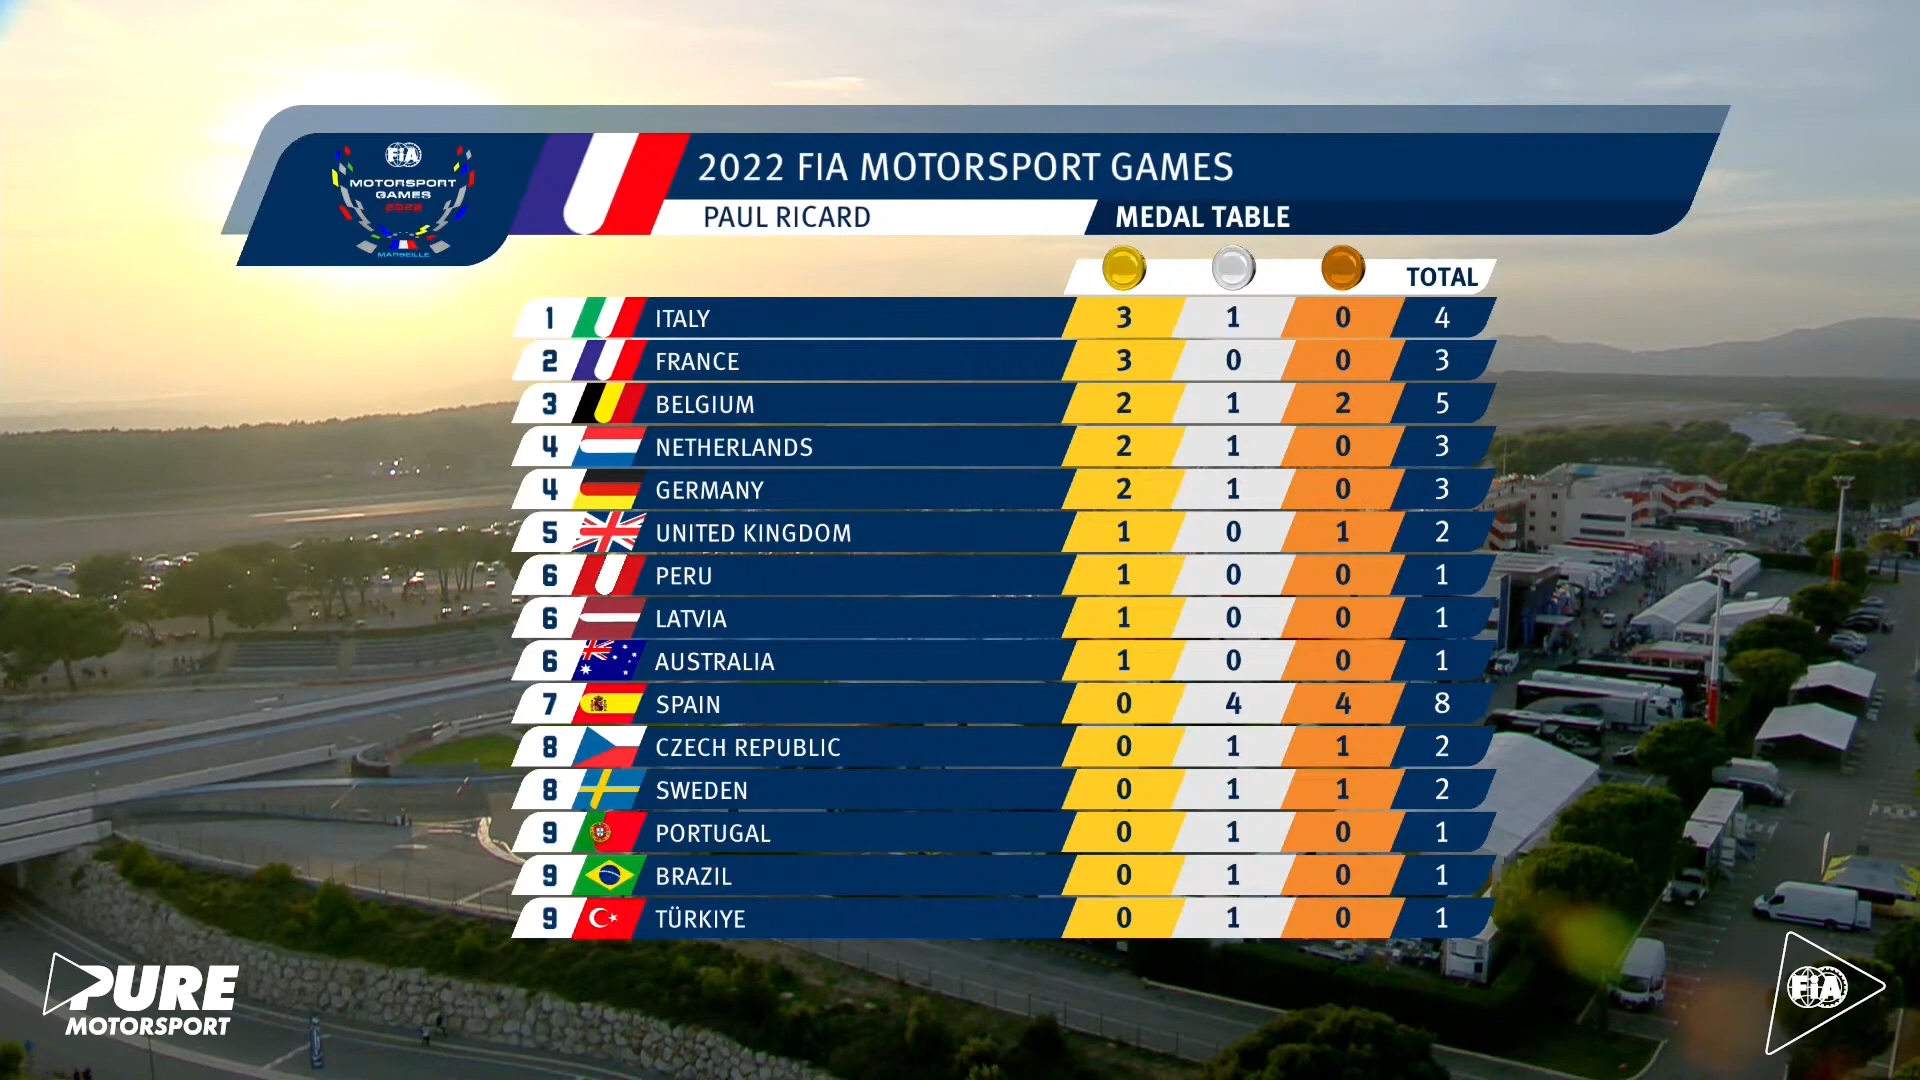 FIA
MOTORSPORT
GAMES
2022
MARSEILLE
2022 FIA MOTORSPORT GAMES
PAUL RICARD MEDAL TABLE
TOTAL
1 ITALY 3 1 0 4
2 FRANCE 3 0 0 3
3 BELGIUM 2 1 2 5
4 NETHERLANDS 2 1 0 3
4 GERMANY 2 1 0 3
5 UNITED KINGDOM 1 0 1 2
6 PERU 1 0 0 1
6 LATVIA 1 0 0 1
6 AUSTRALIA 1 0 0 1
7 SPAIN 0 4 4 8
8 CZECH REPUBLIC 0 1 1 2
8 SWEDEN 0 1 1 2
9 PORTUGAL 0 1 0 1
9 BRAZIL 0 1 0 1
9 TÜRKIYE 0 1 0 1
PURE
MOTORSPORT
FIA